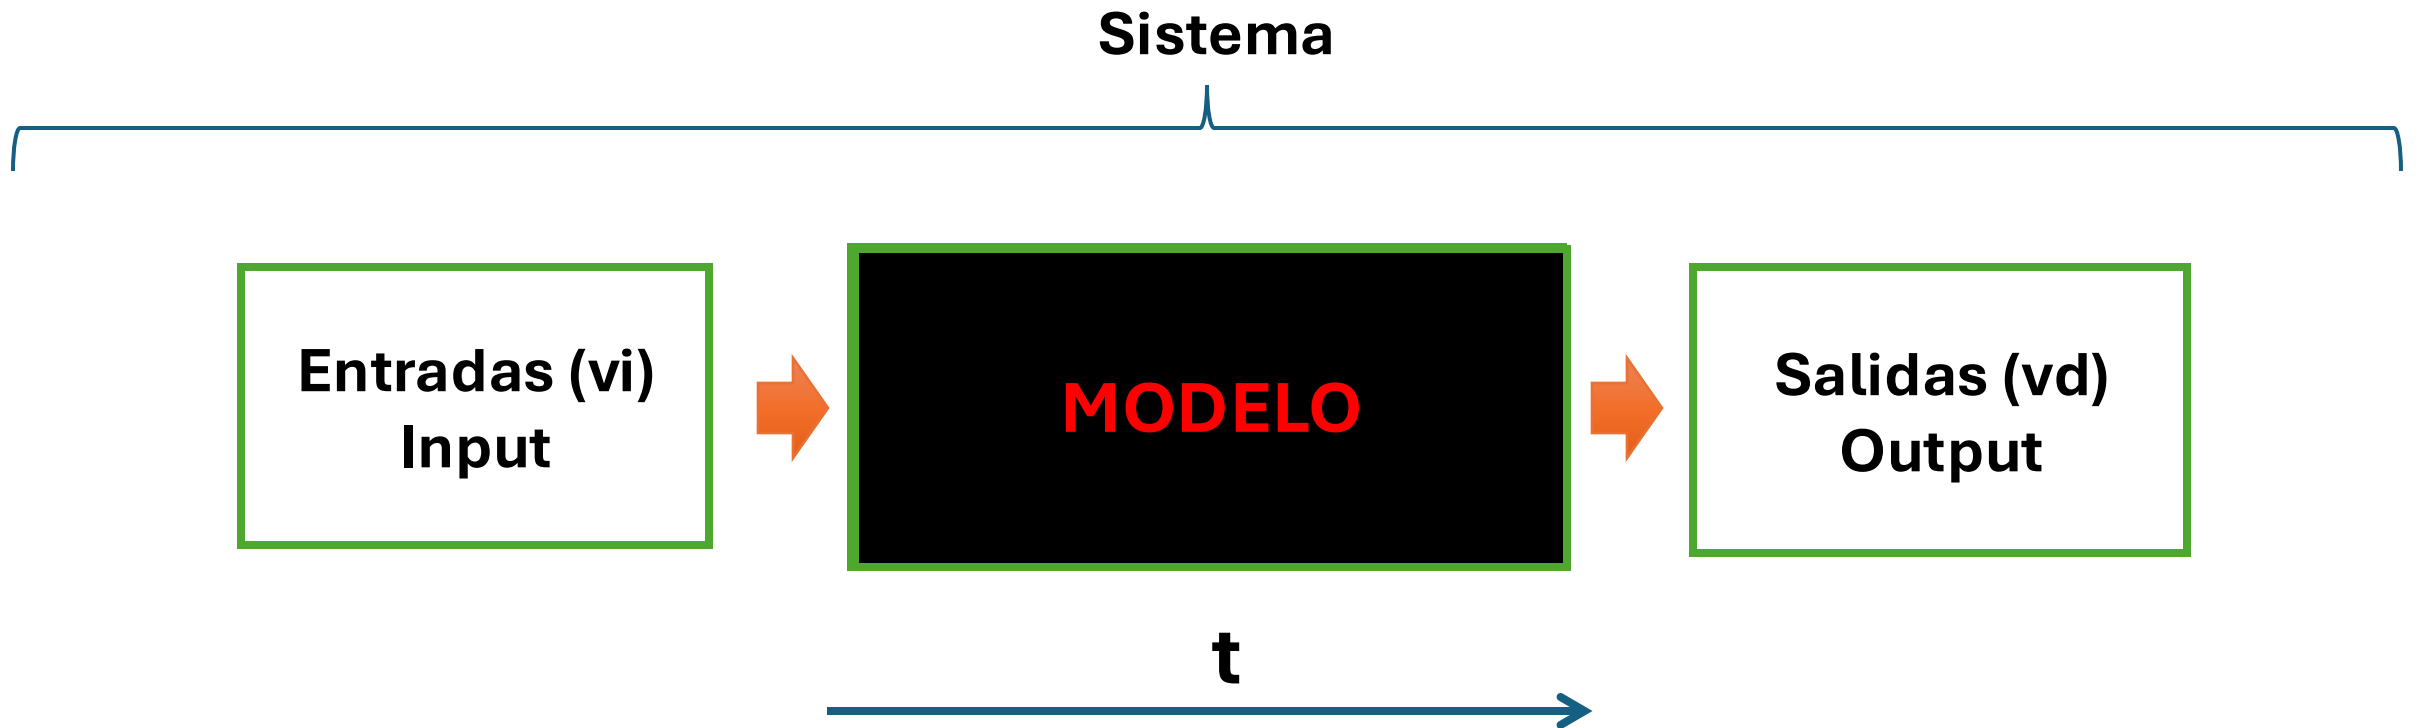 Sistema
Entradas (vi)
Input
MODELO
Salidas (vd)
Output
t